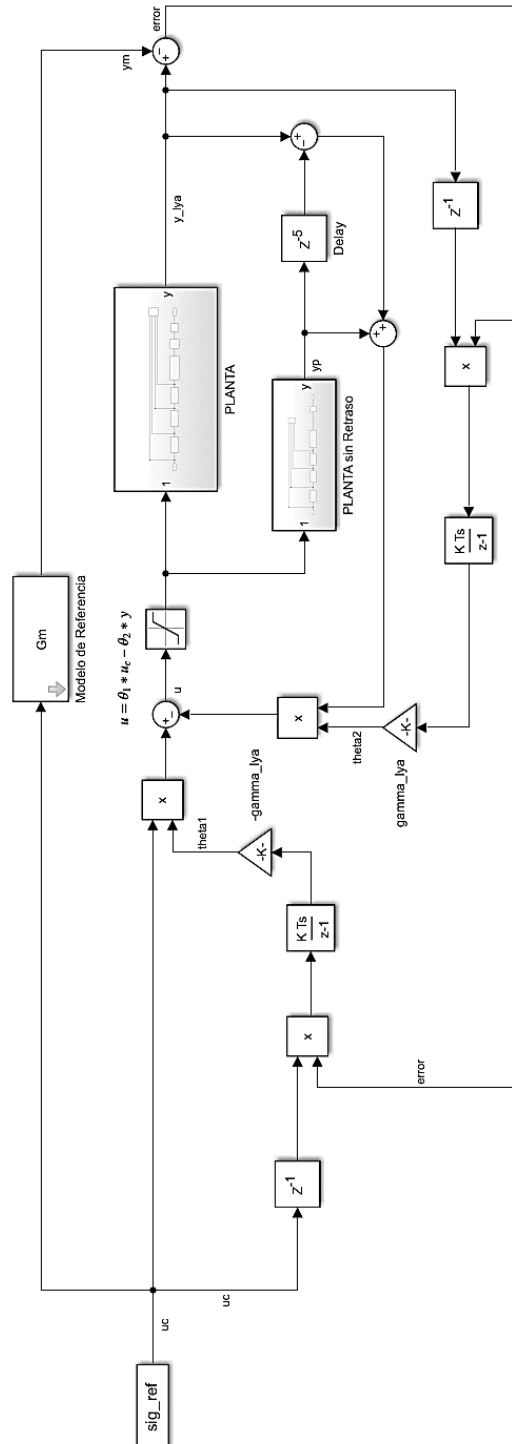 sig_ref
uc
uc
Gm
Modelo de Referencia
ym
error
+
−
x
theta1
-K-
-gamma_lya
K Ts
z-1
x
Z-1
error
u = θ1 * uc − θ2 * y
+
−
u
1
y
PLANTA
y_lya
1
y
PLANTA sin Retraso
yp
Z-5
Delay
+
−
+
+
x
theta2
-K-
gamma_lya
K Ts
z-1
x
Z-1